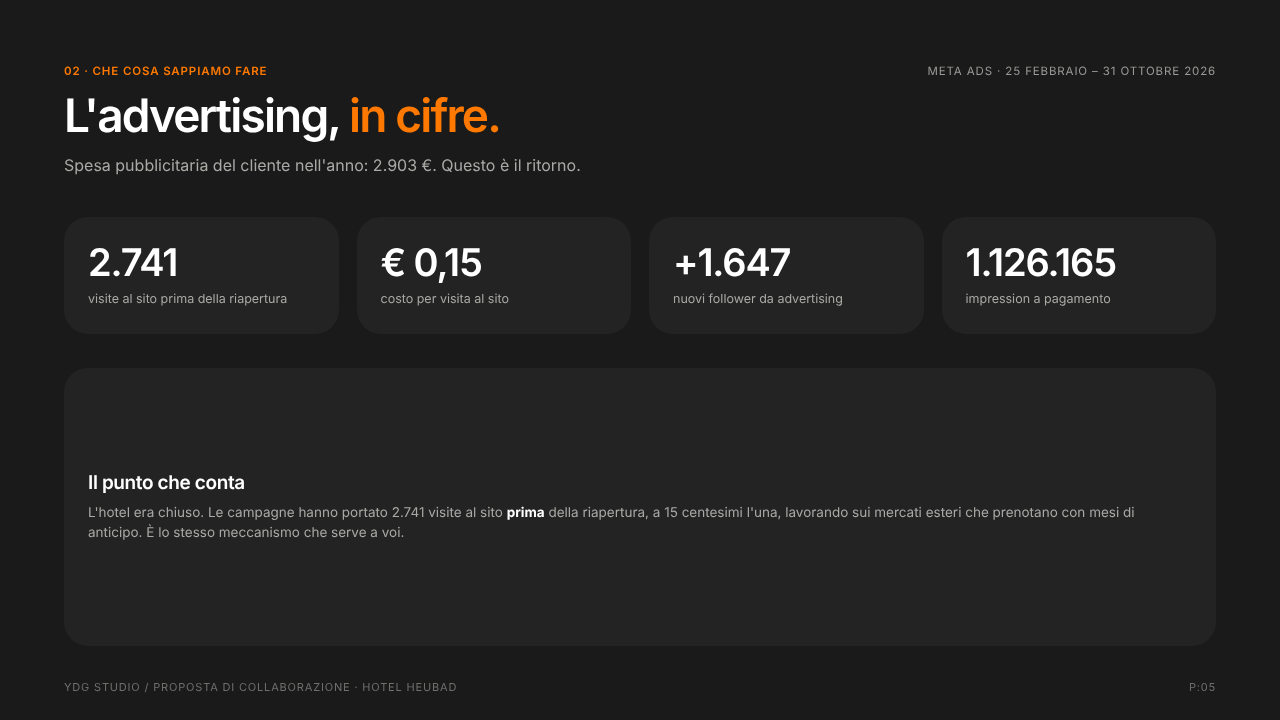 02 · CHE COSA SAPPIAMO FARE
META ADS · 25 FEBBRAIO – 31 OTTOBRE 2026
L'advertising, in cifre.
Spesa pubblicitaria del cliente nell'anno: 2.903 €. Questo è il ritorno.
2.741
visite al sito prima della riapertura
€ 0,15
costo per visita al sito
+1.647
nuovi follower da advertising
1.126.165
impression a pagamento
Il punto che conta
L'hotel era chiuso. Le campagne hanno portato 2.741 visite al sito prima della riapertura, a 15 centesimi l'una, lavorando sui mercati esteri che prenotano con mesi di
anticipo. È lo stesso meccanismo che serve a voi.
YDG STUDIO / PROPOSTA DI COLLABORAZIONE · HOTEL HEUBAD
P:05